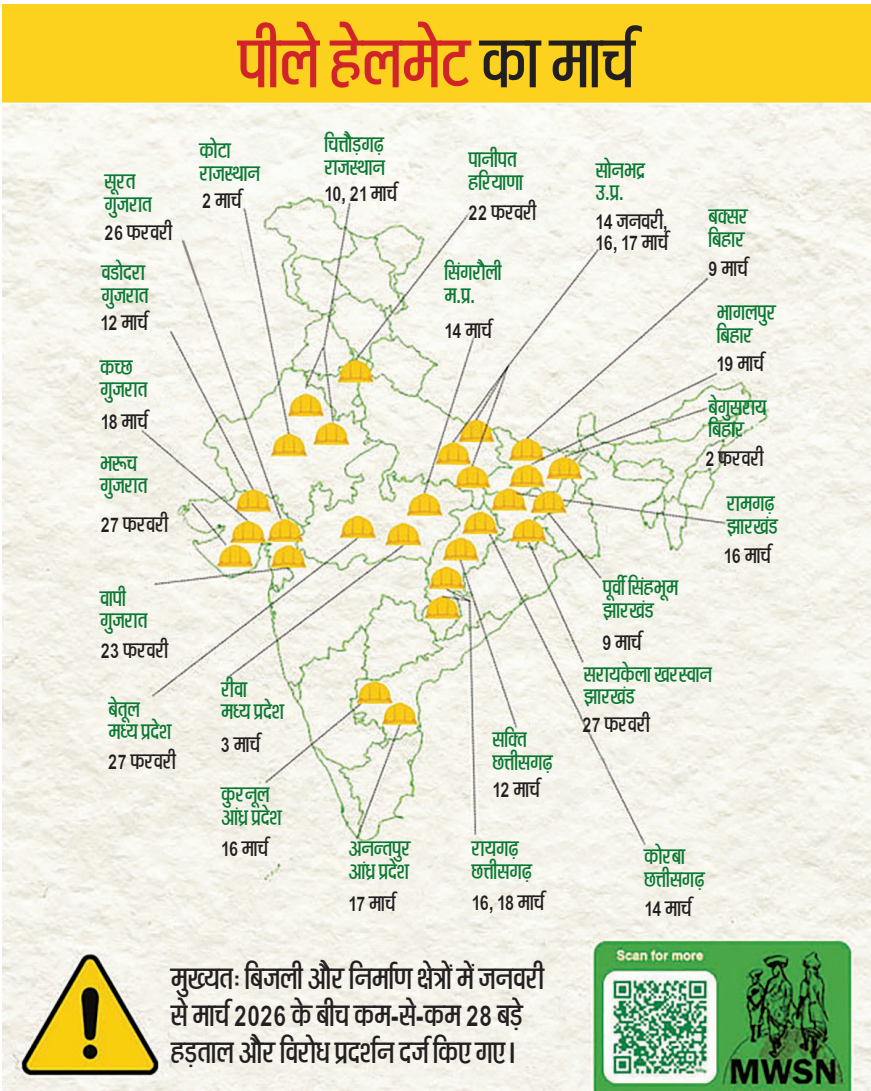 पीले हेलमेट का मार्च
कोटा
राजस्थान
2 मार्च
चित्तौड़गढ़
राजस्थान
10, 21 मार्च
पानीपत
हरियाणा
22 फरवरी
सोनभद्र
उ.प्र.
14 जनवरी,
16, 17 मार्च
सूरत
गुजरात
26 फरवरी
बक्सर
बिहार
9 मार्च
वडोदरा
गुजरात
12 मार्च
सिंगरौली
म.प्र.
14 मार्च
भागलपुर
बिहार
19 मार्च
कच्छ
गुजरात
18 मार्च
बेगुसराय
बिहार
2 फरवरी
भरूच
गुजरात
27 फरवरी
रामगढ़
झारखंड
16 मार्च
वापी
गुजरात
23 फरवरी
पूर्वी सिंहभूम
झारखंड
9 मार्च
सरायकेला खरस्वान
झारखंड
27 फरवरी
बेतूल
मध्य प्रदेश
27 फरवरी
रीवा
मध्य प्रदेश
3 मार्च
सक्ति
छत्तीसगढ़
12 मार्च
कुरनूल
आंध्र प्रदेश
16 मार्च
अनन्तपुर
आंध्र प्रदेश
17 मार्च
रायगढ़
छत्तीसगढ़
16, 18 मार्च
कोरबा
छत्तीसगढ़
14 मार्च
मुख्यतः बिजली और निर्माण क्षेत्रों में जनवरी
से मार्च 2026 के बीच कम-से-कम 28 बड़े
हड़ताल और विरोध प्रदर्शन दर्ज किए गए।
Scan for more
MWSN